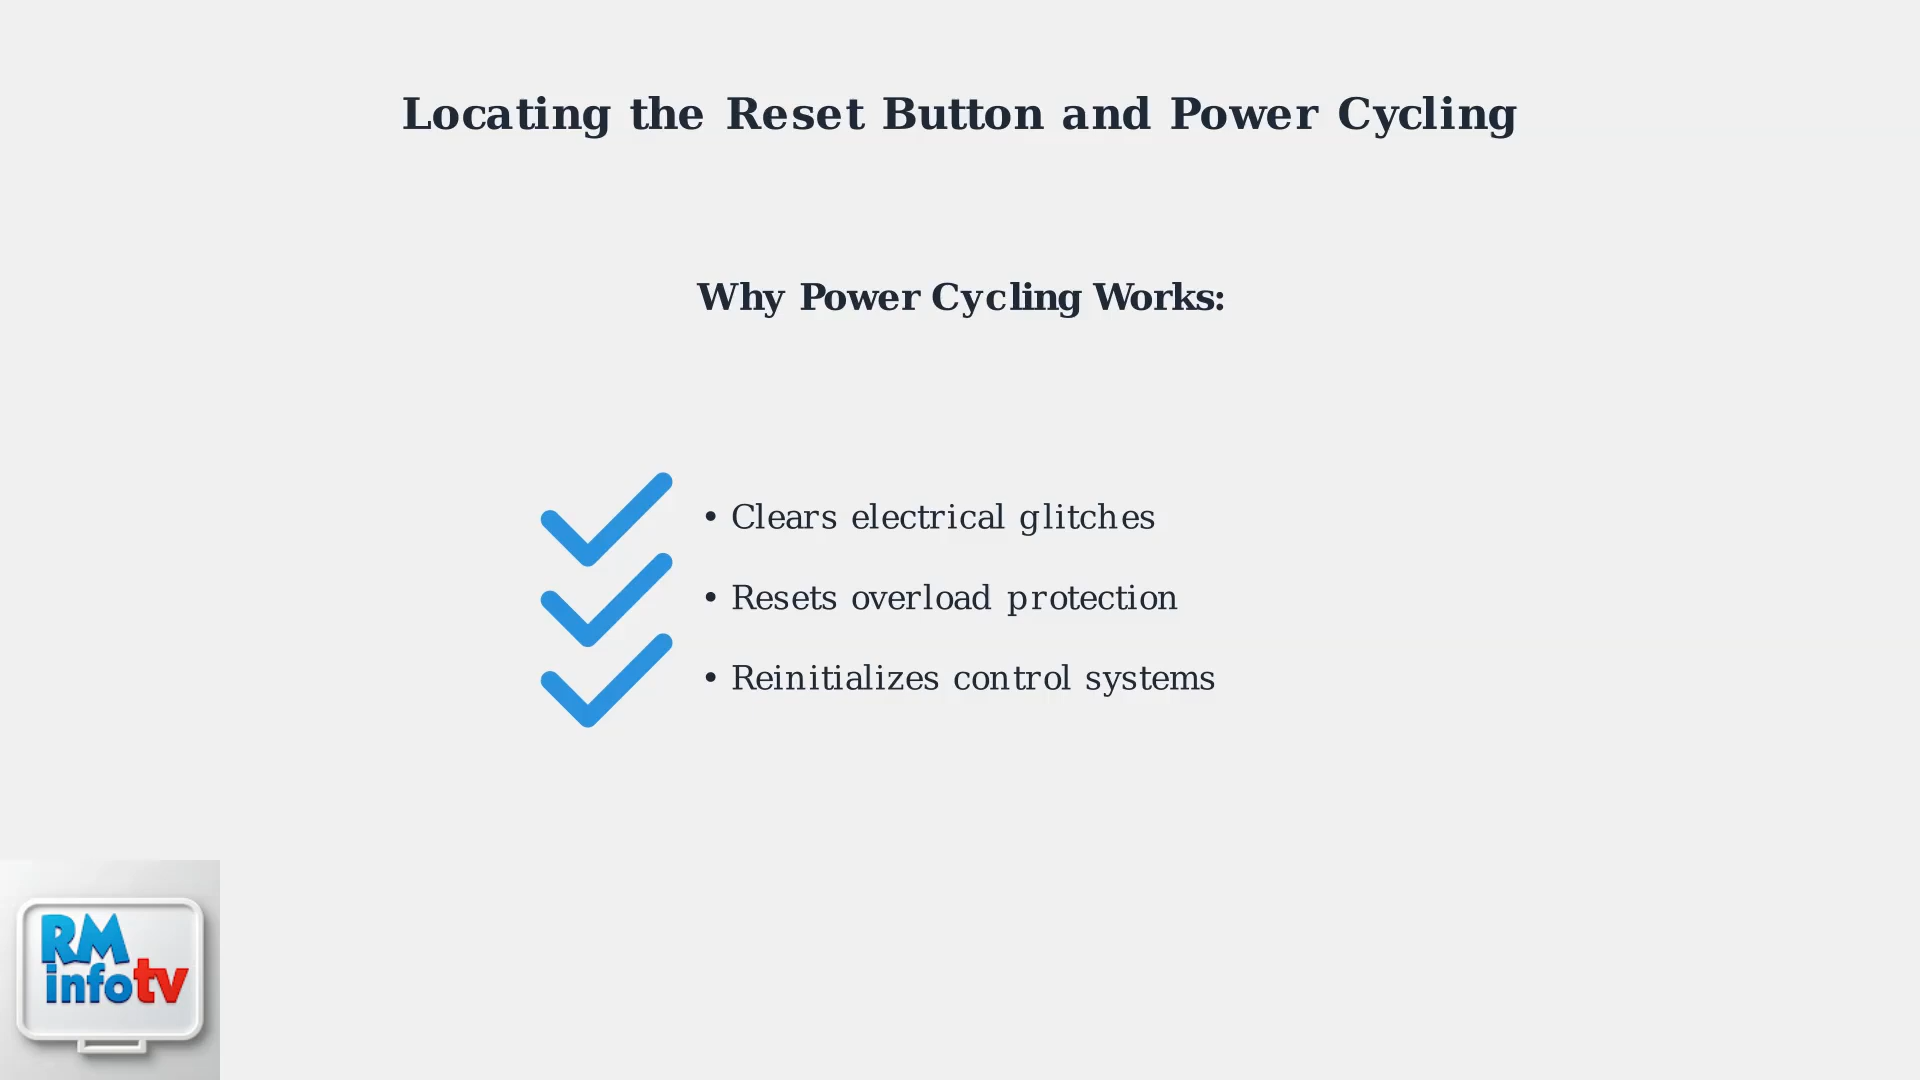 Locating the Reset Button and Power Cycling
Why Power Cycling Works:
• Clears electrical glitches
• Resets overload protection
• Reinitializes control systems
RM
infotv